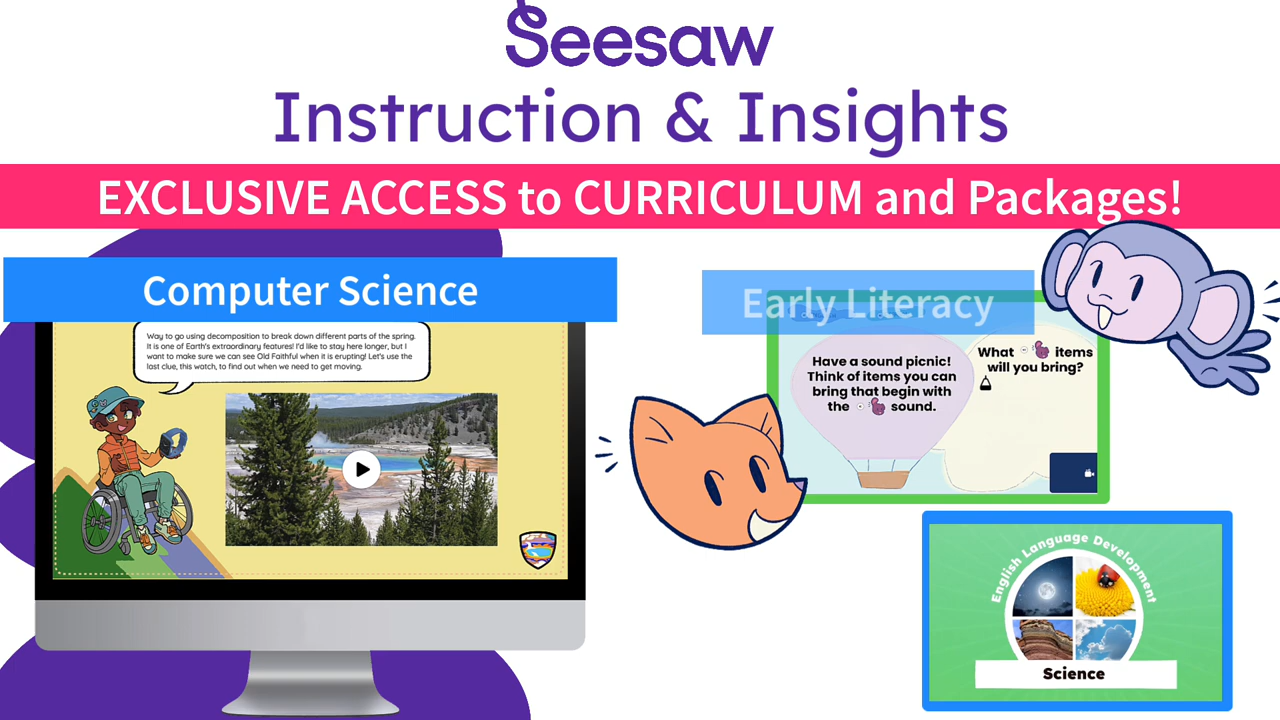 Seesaw
Instruction & Insights
EXCLUSIVE ACCESS to CURRICULUM and Packages!
Computer Science
Way to go using decomposition to break down different parts of the spring.
It is one of Earth's extraordinary features! I'd like to stay here longer, but I
want to make sure we can see Old Faithful when it is erupting! Let's use the
last clue, this watch, to find out when we need to get moving.
Early Literacy
Have a sound picnic!
Think of items you can
bring that begin with
the sound.
What items
will you bring?
English Language Development
Science